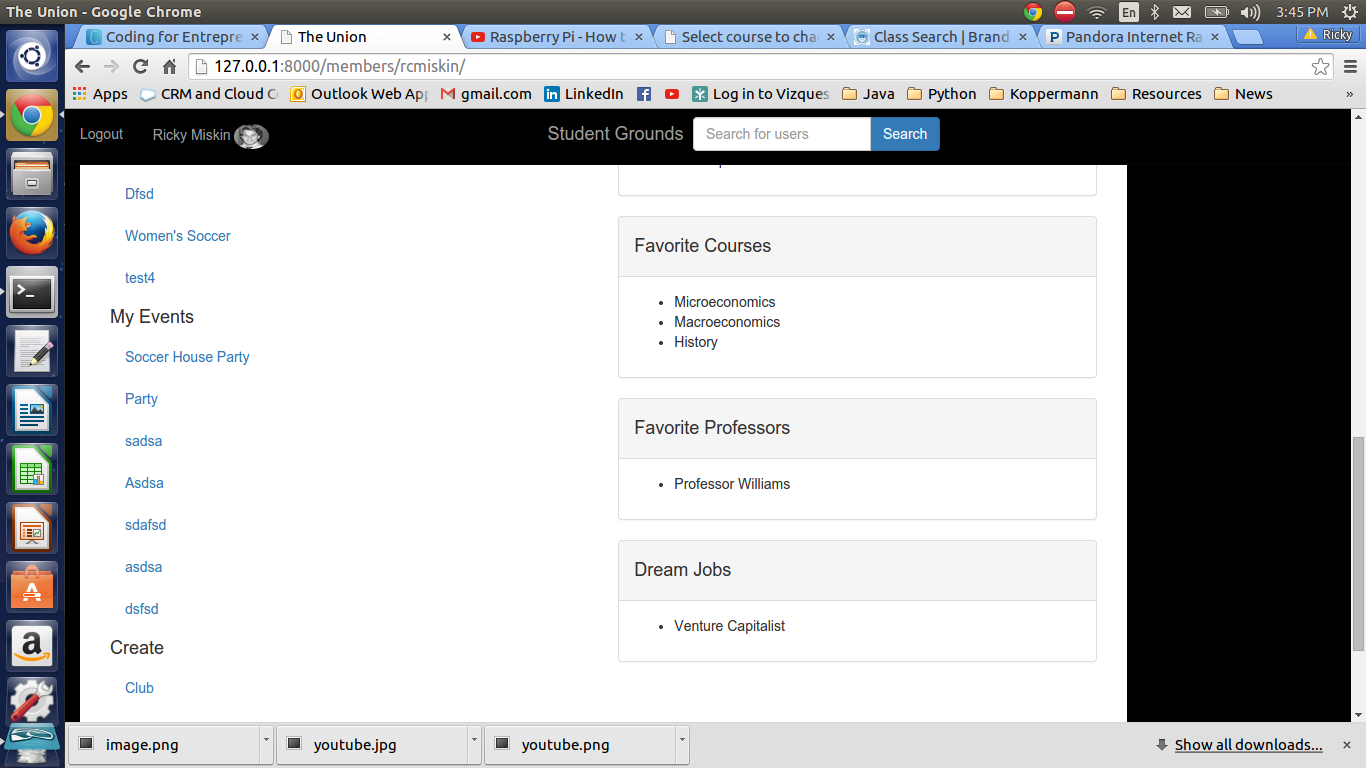 The Union - Google Chrome
En
3:45 PM
Coding for Entrepre
The Union
Raspberry Pi - How t
Select course to cha
Class Search | Brand
Pandora Internet Ra
Ricky
127.0.0.1:8000/members/rcmiskin/
Apps
CRM and Cloud C
Outlook Web App
gmail.com
LinkedIn
Log in to Vizques
Java
Python
Koppermann
Resources
News
»
Logout
Ricky Miskin
Student Grounds
Search for users
Search
Dfsd
Women's Soccer
test4
My Events
Soccer House Party
Party
sadsa
Asdsa
sdafsd
asdsa
dsfsd
Create
Club
Favorite Courses
• Microeconomics
• Macroeconomics
• History
Favorite Professors
• Professor Williams
Dream Jobs
• Venture Capitalist
image.png
youtube.jpg
youtube.png
Show all downloads...